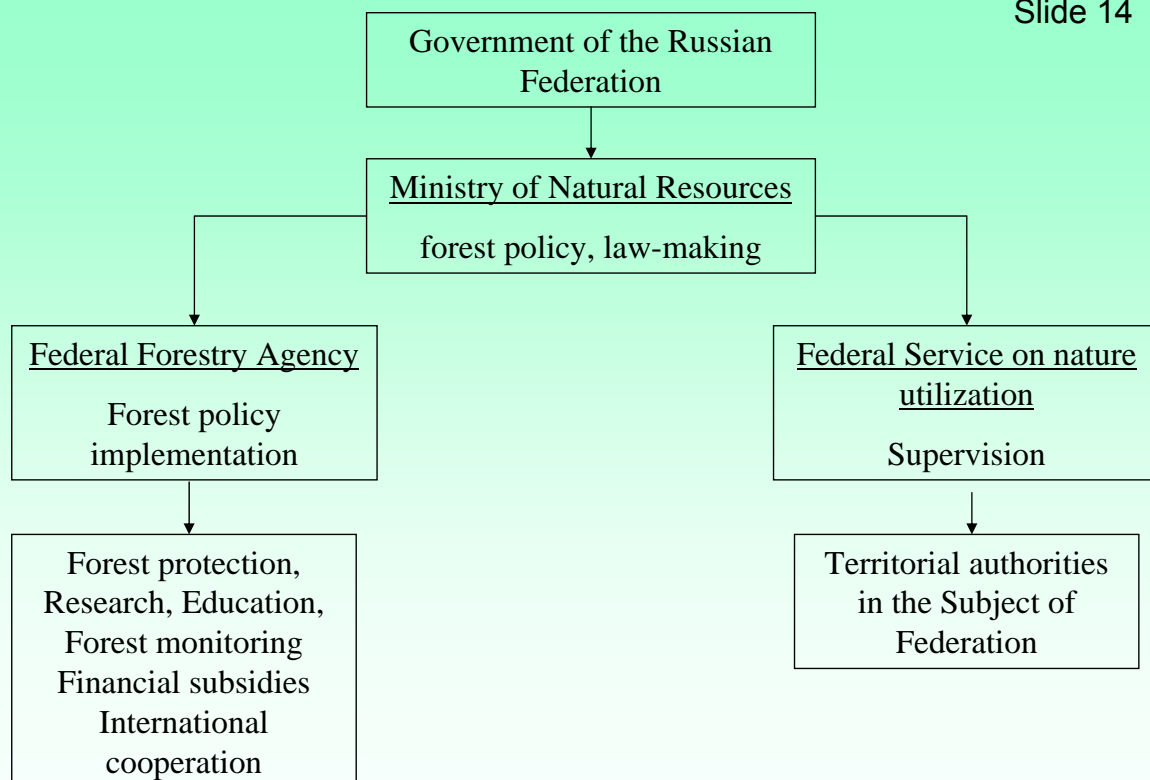 Slide 14
Government of the Russian
Federation
Ministry of Natural Resources
forest policy, law-making
Federal Forestry Agency
Forest policy
implementation
Federal Service on nature
utilization
Supervision
Forest protection,
Research, Education,
Forest monitoring
Financial subsidies
International
cooperation
Territorial authorities
in the Subject of
Federation